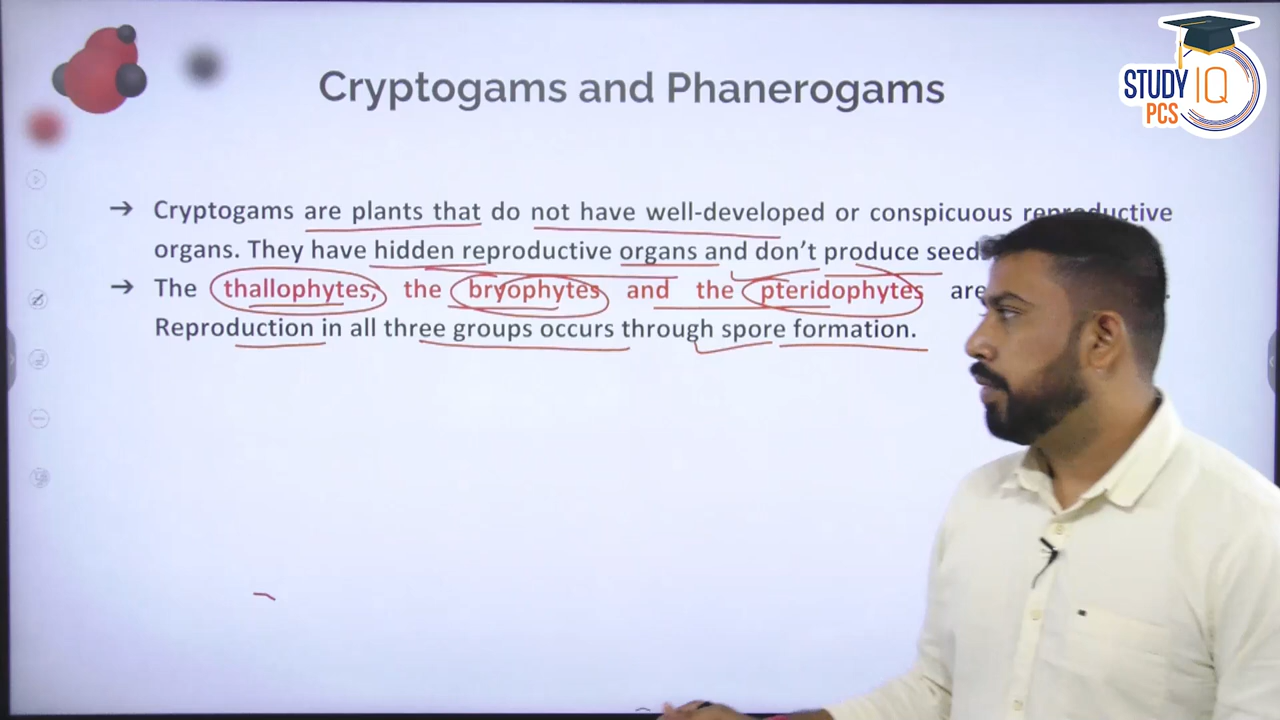 STUDY IQ
PCS
Cryptogams and Phanerogams
→ Cryptogams are plants that do not have well-developed or conspicuous reproductive
organs. They have hidden reproductive organs and don't produce seed
→ The thallophytes, the bryophytes and the pteridophytes are
Reproduction in all three groups occurs through spore formation.